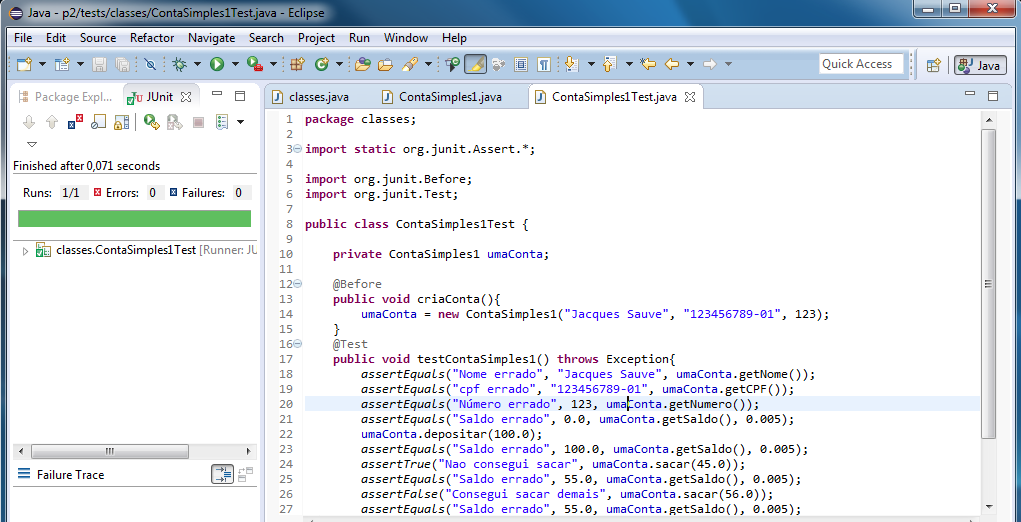 Java - p2/tests/classes/ContaSimples1Test.java - Eclipse
File Edit Source Refactor Navigate Search Project Run Window Help
Quick Access
Java
Package Expl...
JUnit
Finished after 0,071 seconds
Runs: 1/1 Errors: 0 Failures: 0
classes.ContaSimples1Test [Runner: JU
Failure Trace
classes.java ContaSimples1.java ContaSimples1Test.java
1 package classes;
2
3 import static org.junit.Assert.*;
4
5 import org.junit.Before;
6 import org.junit.Test;
7
8 public class ContaSimples1Test {
9
10 private ContaSimples1 umaConta;
11
12 @Before
13 public void criaConta(){
14 umaConta = new ContaSimples1("Jacques Sauve", "123456789-01", 123);
15 }
16 @Test
17 public void testContaSimples1() throws Exception{
18 assertEquals("Nome errado", "Jacques Sauve", umaConta.getNome());
19 assertEquals("cpf errado", "123456789-01", umaConta.getCPF());
20 assertEquals("Número errado", 123, umaConta.getNumero());
21 assertEquals("Saldo errado", 0.0, umaConta.getSaldo(), 0.005);
22 umaConta.depositar(100.0);
23 assertEquals("Saldo errado", 100.0, umaConta.getSaldo(), 0.005);
24 assertTrue("Nao consegui sacar", umaConta.sacar(45.0));
25 assertEquals("Saldo errado", 55.0, umaConta.getSaldo(), 0.005);
26 assertFalse("Consegui sacar demais", umaConta.sacar(56.0));
27 assertEquals("Saldo errado", 55.0, umaConta.getSaldo(), 0.005);